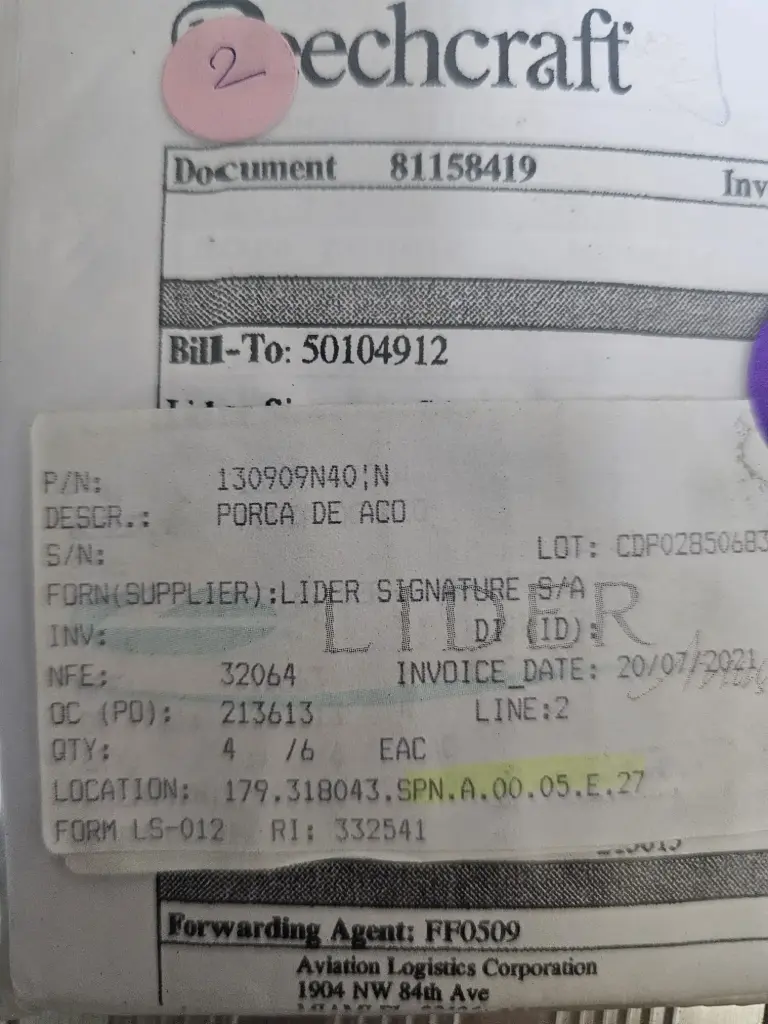 2
echcraft
Document 81158419
Inv
Bill-To: 50104912
P/N: 130909N40¦N
DESCR.: PORCA DE ACO
S/N: LOT: CDP02850683
FORN(SUPPLIER):LIDER SIGNATURE S/A
LIDER
INV: DI (ID):
NFE: 32064 INVOICE_DATE: 20/07/2021
OC (PO): 213613 LINE:2
QTY: 4 /6 EAC
LOCATION: 179.318043.SPN.A.00.05.E.27
FORM LS-012 RI: 332541
Forwarding Agent: FF0509
Aviation Logistics Corporation
1904 NW 84th Ave